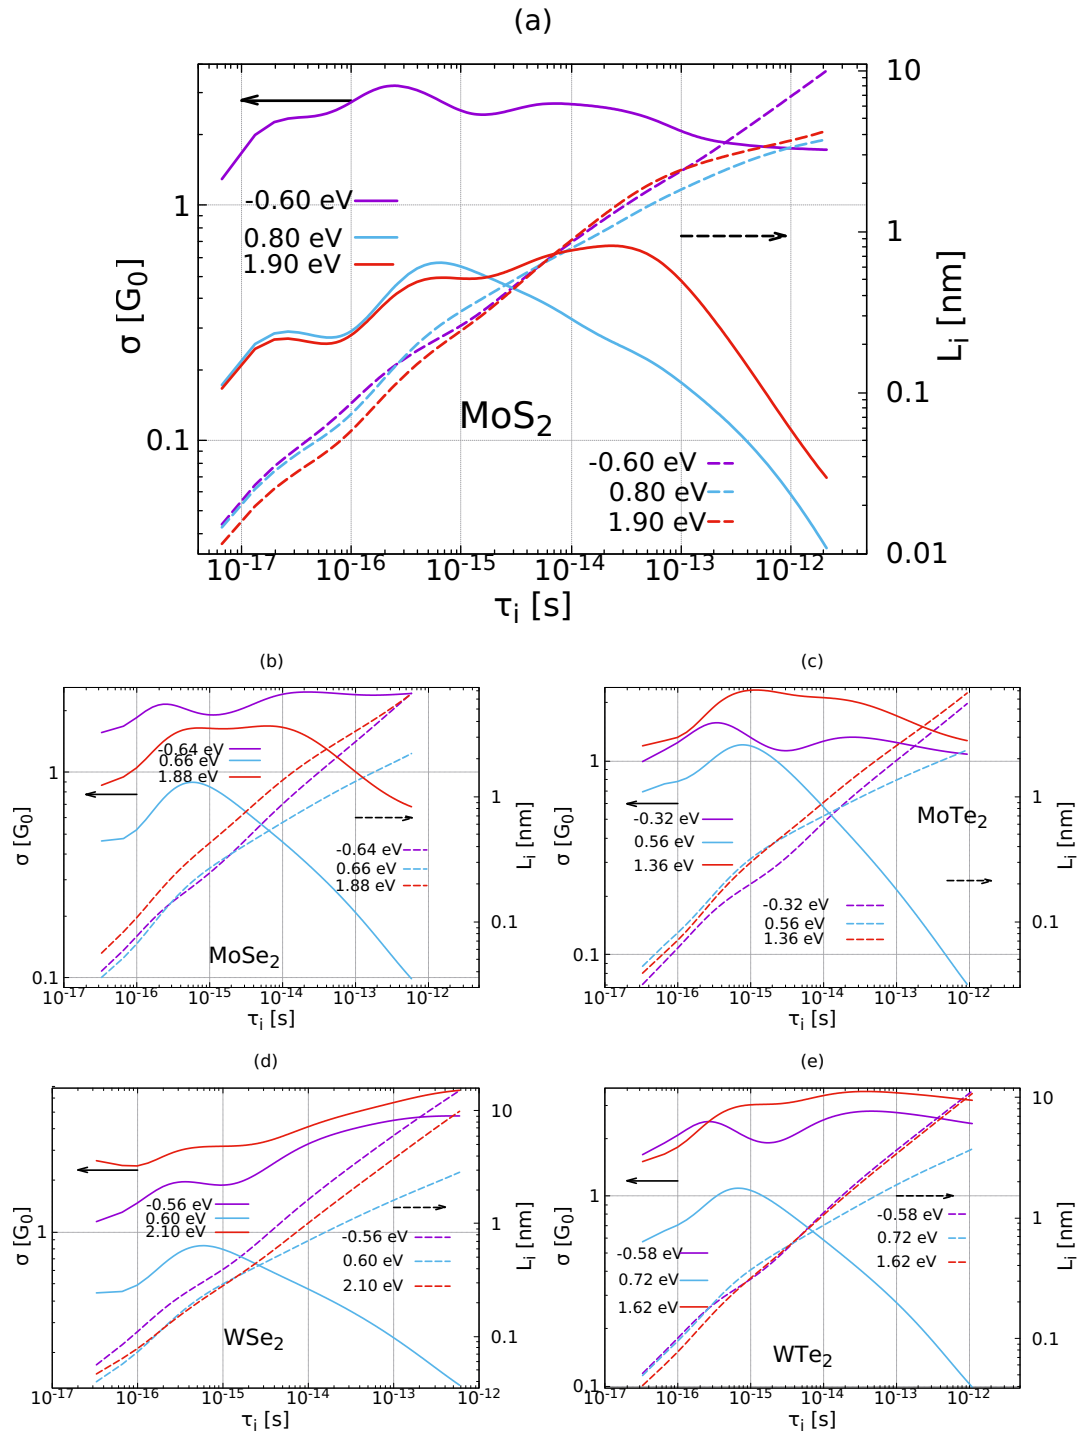 (a)
10
1
0.1
0.01
1
0.1
σ [G₀]
Lᵢ [nm]
-0.60 eV
0.80 eV
1.90 eV
MoS₂
-0.60 eV
0.80 eV
1.90 eV
10⁻¹⁷ 10⁻¹⁶ 10⁻¹⁵ 10⁻¹⁴ 10⁻¹³ 10⁻¹²
τᵢ [s]
(b)
1
0.1
σ [G₀]
1
0.1
Lᵢ [nm]
-0.64 eV
0.66 eV
1.88 eV
-0.64 eV
0.66 eV
1.88 eV
MoSe₂
10⁻¹⁷ 10⁻¹⁶ 10⁻¹⁵ 10⁻¹⁴ 10⁻¹³ 10⁻¹²
τᵢ [s]
(c)
1
0.1
σ [G₀]
1
0.1
Lᵢ [nm]
MoTe₂
-0.32 eV
0.56 eV
1.36 eV
-0.32 eV
0.56 eV
1.36 eV
10⁻¹⁷ 10⁻¹⁶ 10⁻¹⁵ 10⁻¹⁴ 10⁻¹³ 10⁻¹²
τᵢ [s]
(d)
1
σ [G₀]
10
1
0.1
Lᵢ [nm]
-0.56 eV
0.60 eV
2.10 eV
-0.56 eV
0.60 eV
2.10 eV
WSe₂
10⁻¹⁷ 10⁻¹⁶ 10⁻¹⁵ 10⁻¹⁴ 10⁻¹³ 10⁻¹²
τᵢ [s]
(e)
1
0.1
σ [G₀]
10
1
0.1
Lᵢ [nm]
-0.58 eV
0.72 eV
1.62 eV
-0.58 eV
0.72 eV
1.62 eV
WTe₂
10⁻¹⁷ 10⁻¹⁶ 10⁻¹⁵ 10⁻¹⁴ 10⁻¹³ 10⁻¹²
τᵢ [s]